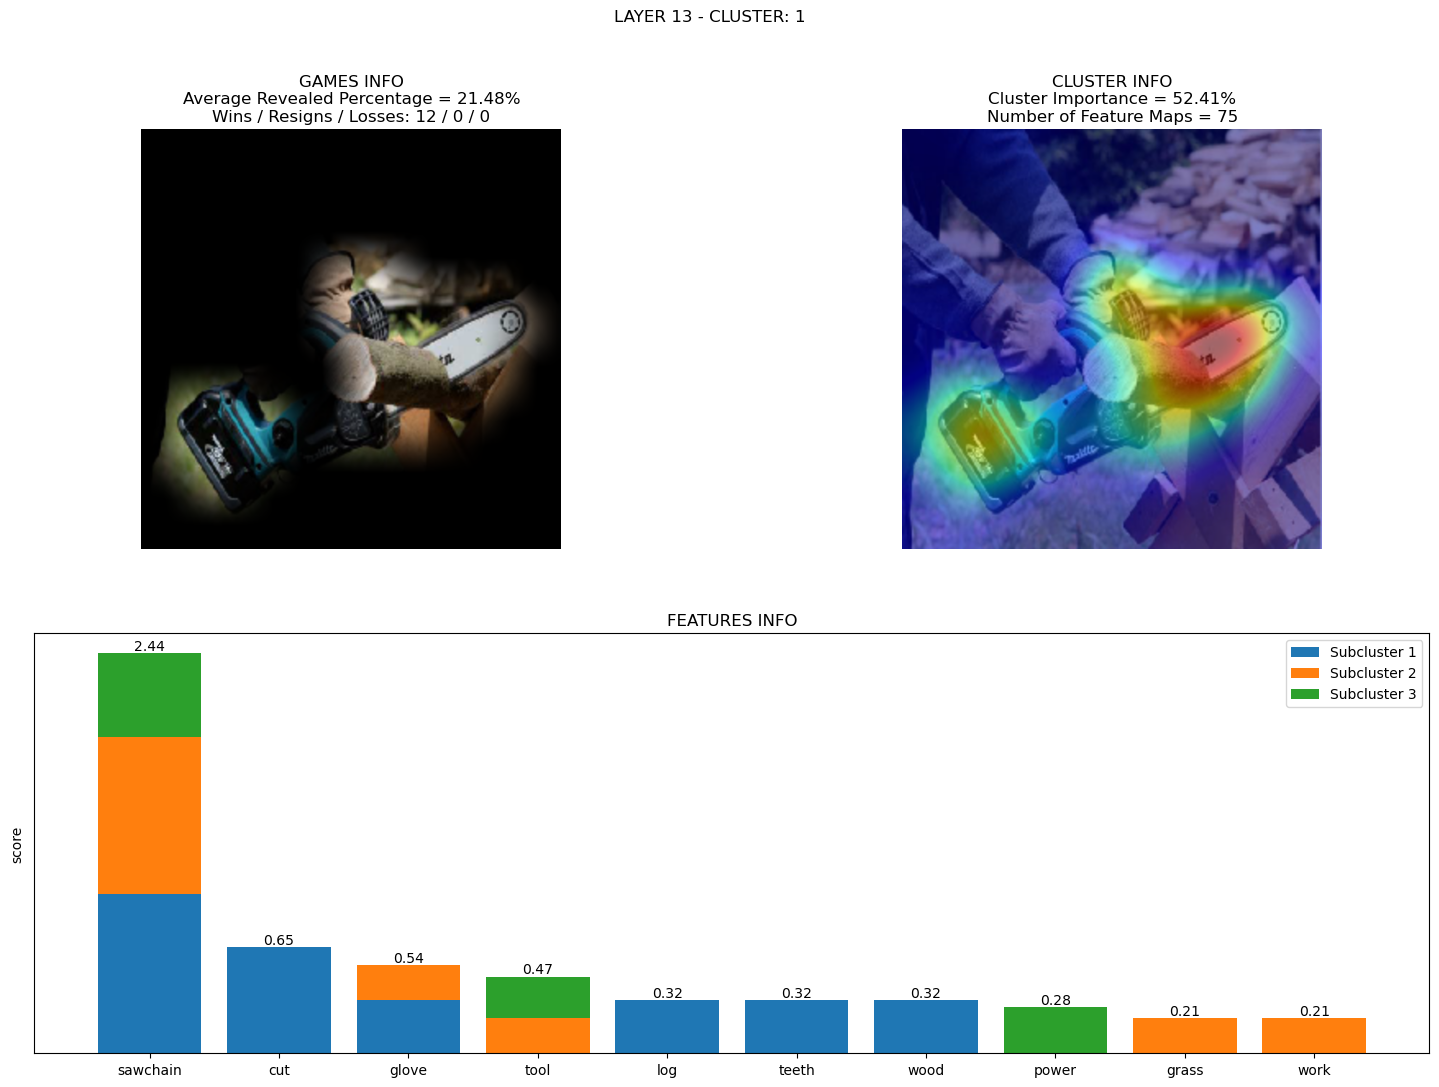 LAYER 13 - CLUSTER: 1
GAMES INFO
Average Revealed Percentage = 21.48%
Wins / Resigns / Losses: 12 / 0 / 0
CLUSTER INFO
Cluster Importance = 52.41%
Number of Feature Maps = 75
FEATURES INFO
score
2.44
0.65
0.54
0.47
0.32
0.32
0.32
0.28
0.21
0.21
Subcluster 1
Subcluster 2
Subcluster 3
sawchain
cut
glove
tool
log
teeth
wood
power
grass
work